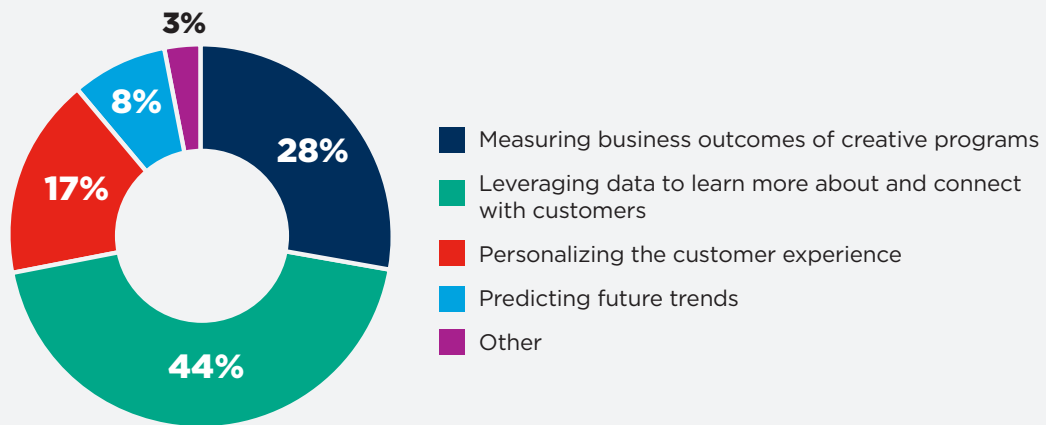 3%
8%
28%
17%
44%
Measuring business outcomes of creative programs
Leveraging data to learn more about and connect
with customers
Personalizing the customer experience
Predicting future trends
Other